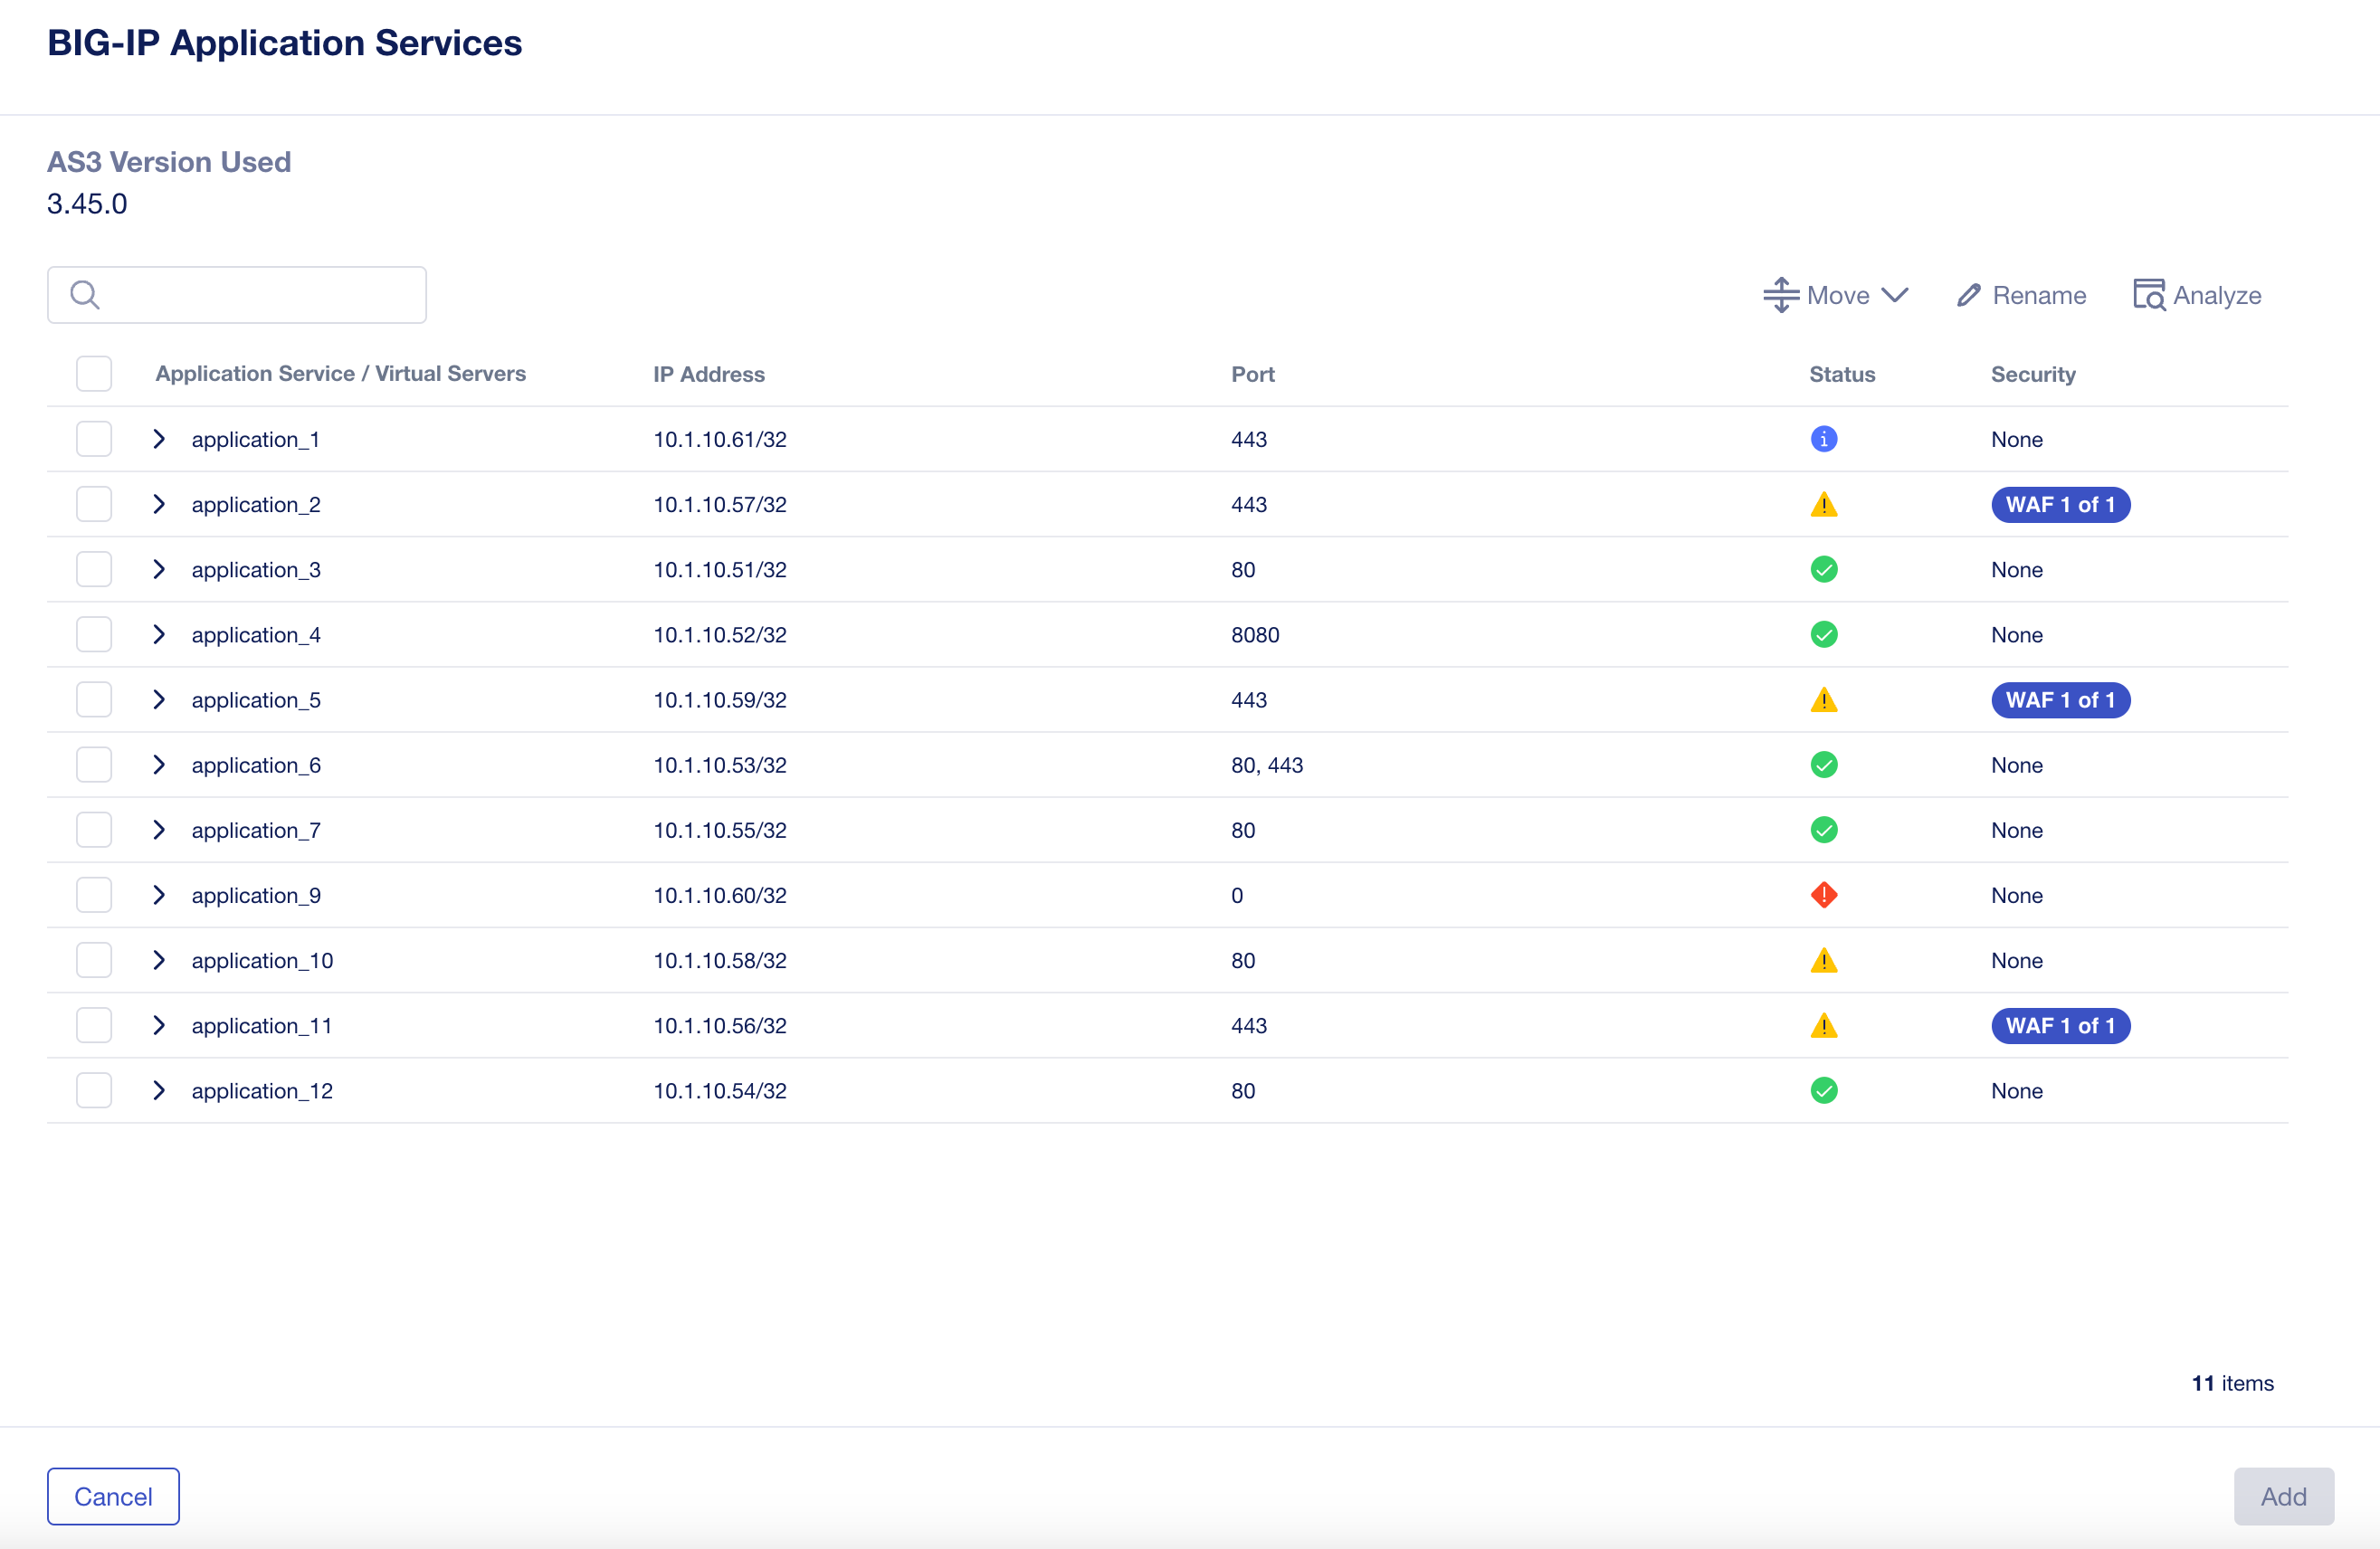 BIG-IP Application Services
AS3 Version Used
3.45.0
Move Rename Analyze
Application Service / Virtual Servers IP Address Port Status Security
application_1 10.1.10.61/32 443 None
application_2 10.1.10.57/32 443 WAF 1 of 1
application_3 10.1.10.51/32 80 None
application_4 10.1.10.52/32 8080 None
application_5 10.1.10.59/32 443 WAF 1 of 1
application_6 10.1.10.53/32 80, 443 None
application_7 10.1.10.55/32 80 None
application_9 10.1.10.60/32 0 None
application_10 10.1.10.58/32 80 None
application_11 10.1.10.56/32 443 WAF 1 of 1
application_12 10.1.10.54/32 80 None
11 items
Cancel Add